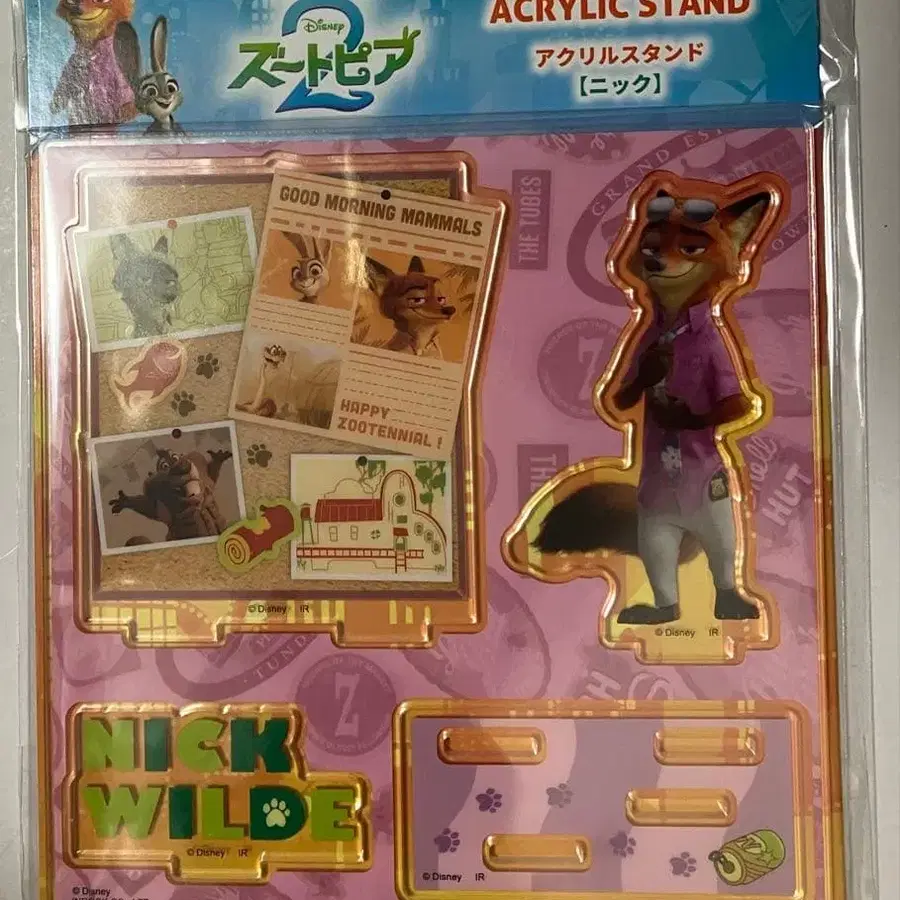 ACRYLIC STAND
Disney
ズートピア
2
アクリルスタンド
【ニック】
GOOD MORNING MAMMALS
HAPPY
ZOOTENNIAL !
THE TUBES
GRAND
Z
HUT
© Disney IR
© Disney IR
TUND
Z
NICK
WILDE
© Disney IR
© Disney IR
© Disney